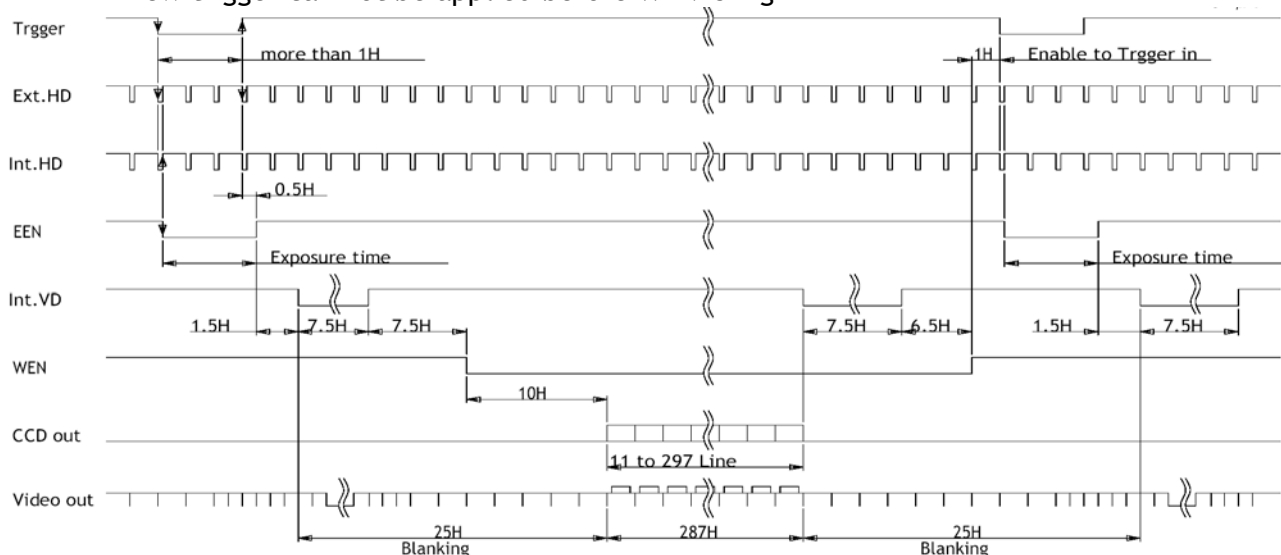 Trgger
more than 1H
1H
Enable to Trgger in
Ext.HD
Int.HD
0.5H
EEN
Exposure time
Exposure time
Int.VD
1.5H
7.5H
7.5H
7.5H
6.5H
1.5H
7.5H
WEN
10H
CCD out
11 to 297 Line
Video out
25H
287H
25H
Blanking
Blanking